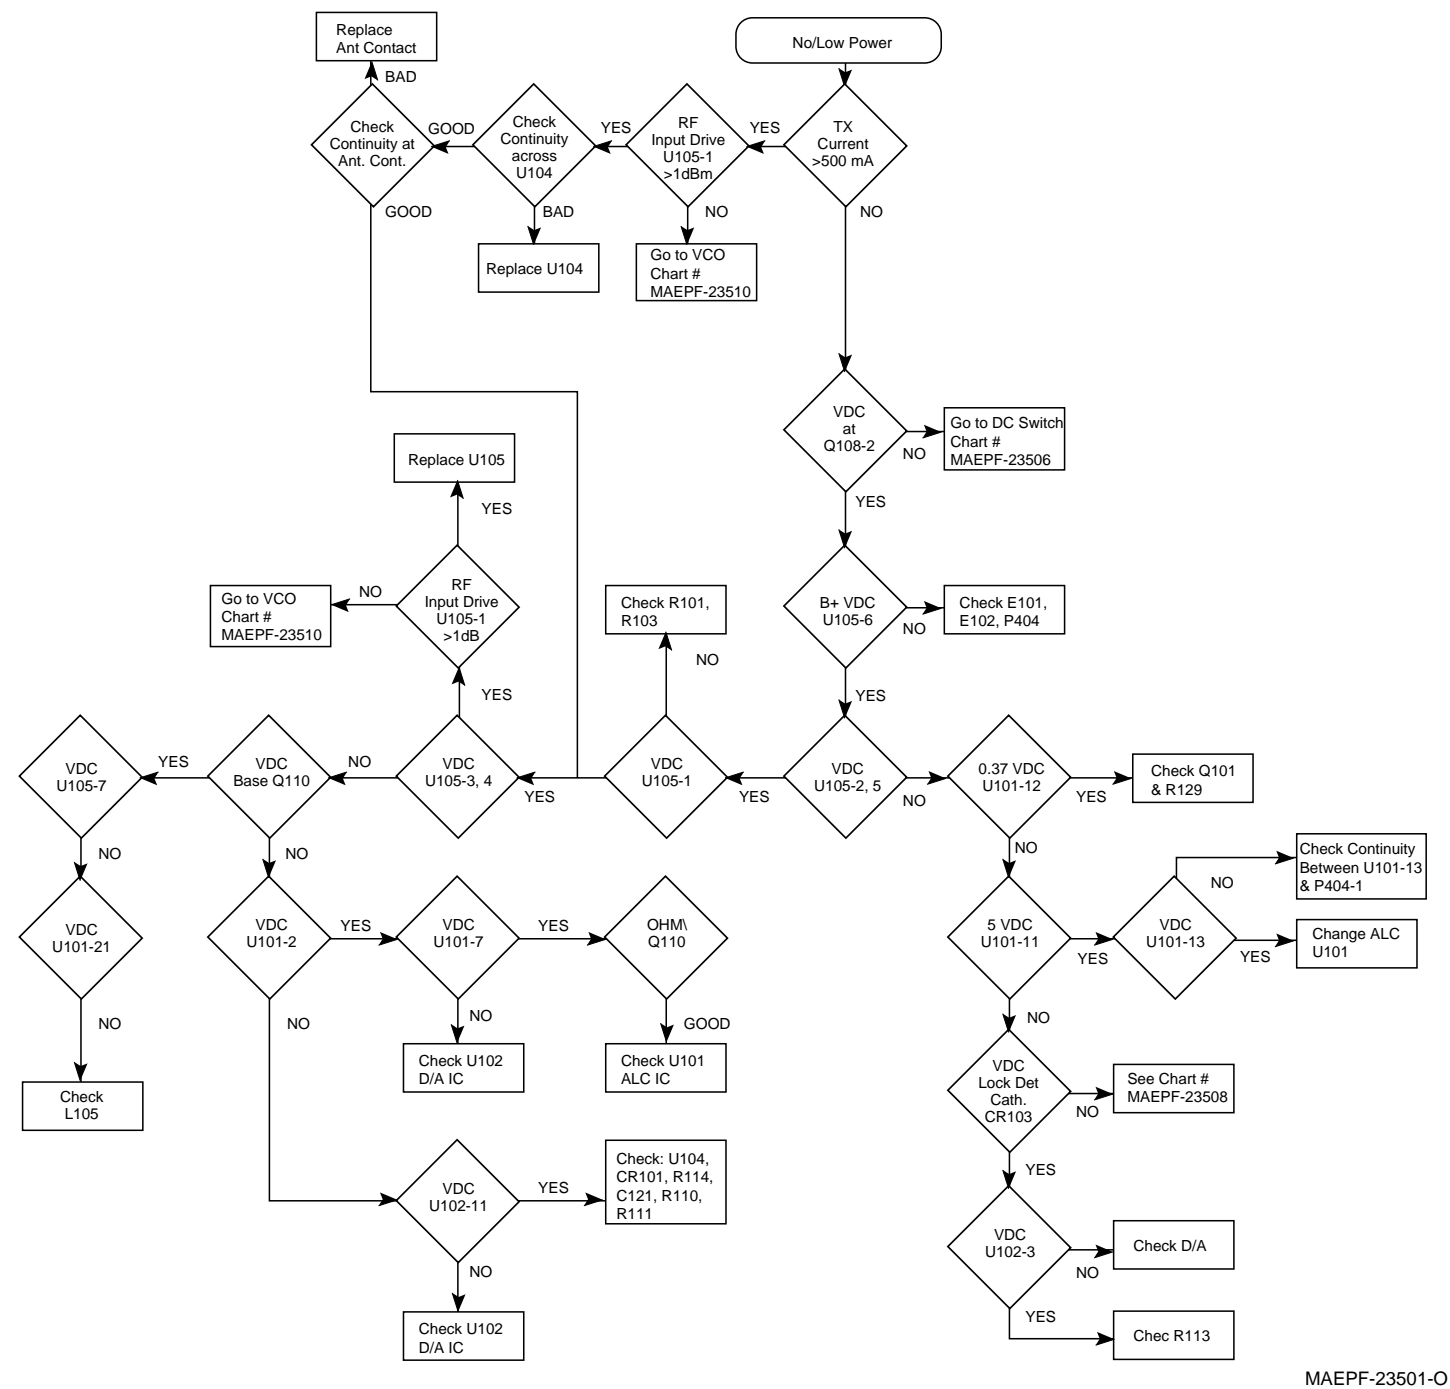 Replace
Ant Contact
No/Low Power
BAD
Check
Continuity at
Ant. Cont.
GOOD
Check
Continuity
across
U104
YES
RF
Input Drive
U105-1
>1dBm
YES
TX
Current
>500 mA
GOOD
BAD
NO
NO
Replace U104
Go to VCO
Chart #
MAEPF-23510
VDC
at
Q108-2
NO
Go to DC Switch
Chart #
MAEPF-23506
YES
Replace U105
YES
B+ VDC
U105-6
NO
Check E101,
E102, P404
YES
RF
Input Drive
U105-1
>1dB
NO
Go to VCO
Chart #
MAEPF-23510
YES
Check R101,
R103
NO
VDC
U105-7
YES
VDC
Base Q110
NO
VDC
U105-3, 4
YES
VDC
U105-1
YES
VDC
U105-2, 5
NO
0.37 VDC
U101-12
YES
Check Q101
& R129
NO
NO
NO
VDC
U101-21
VDC
U101-2
YES
VDC
U101-7
YES
OHM\
Q110
5 VDC
U101-11
YES
VDC
U101-13
NO
Check Continuity
Between U101-13
& P404-1
YES
Change ALC
U101
NO
NO
NO
GOOD
NO
Check
L105
Check U102
D/A IC
Check U101
ALC IC
VDC
Lock Det
Cath.
CR103
NO
See Chart #
MAEPF-23508
YES
VDC
U102-11
YES
Check: U104,
CR101, R114,
C121, R110,
R111
NO
Check U102
D/A IC
VDC
U102-3
NO
Check D/A
YES
Chec R113
MAEPF-23501-O